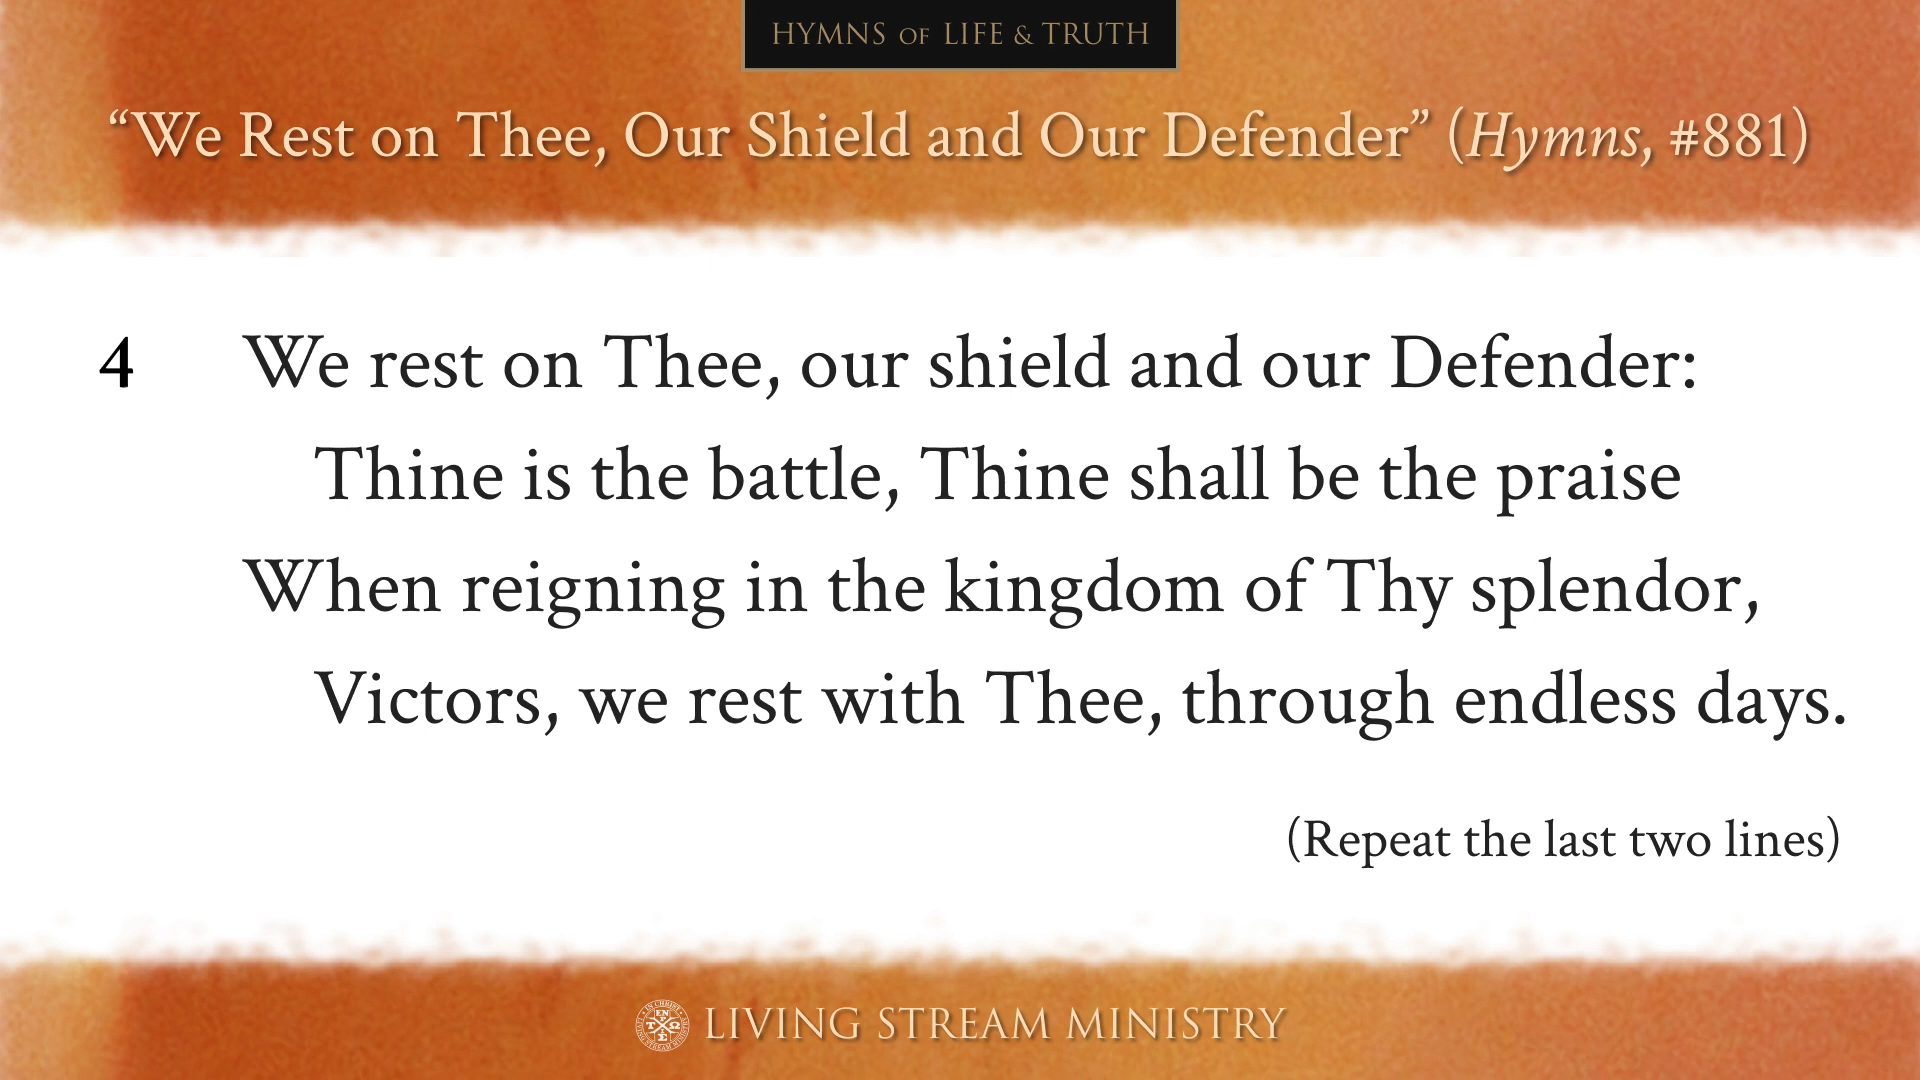 HYMNS OF LIFE & TRUTH
“We Rest on Thee, Our Shield and Our Defender” (Hymns, #881)
4 We rest on Thee, our shield and our Defender:
Thine is the battle, Thine shall be the praise
When reigning in the kingdom of Thy splendor,
Victors, we rest with Thee, through endless days.
(Repeat the last two lines)
LIVING STREAM MINISTRY